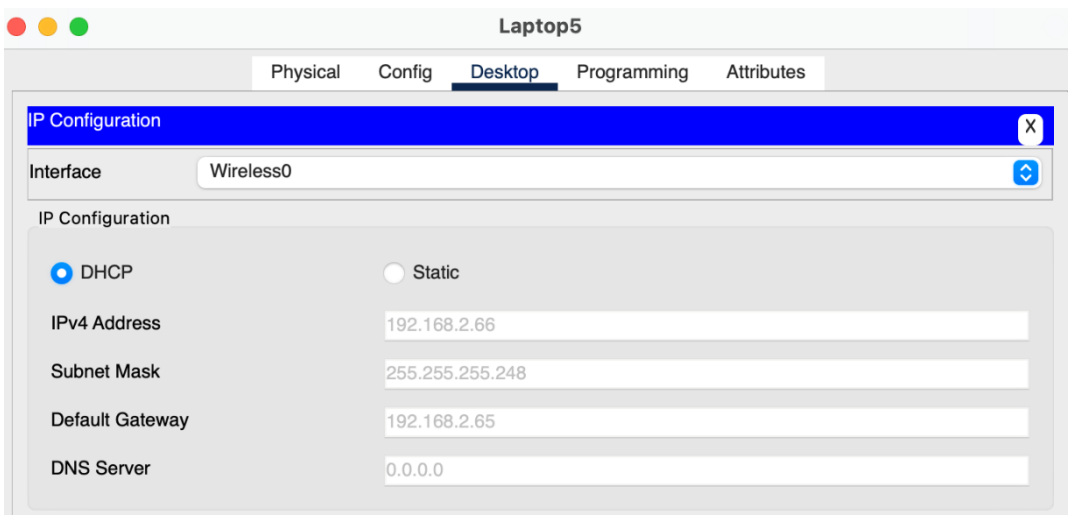 Laptop5
Physical Config Desktop Programming Attributes
IP Configuration X
Interface Wireless0
IP Configuration
DHCP Static
IPv4 Address 192.168.2.66
Subnet Mask 255.255.255.248
Default Gateway 192.168.2.65
DNS Server 0.0.0.0